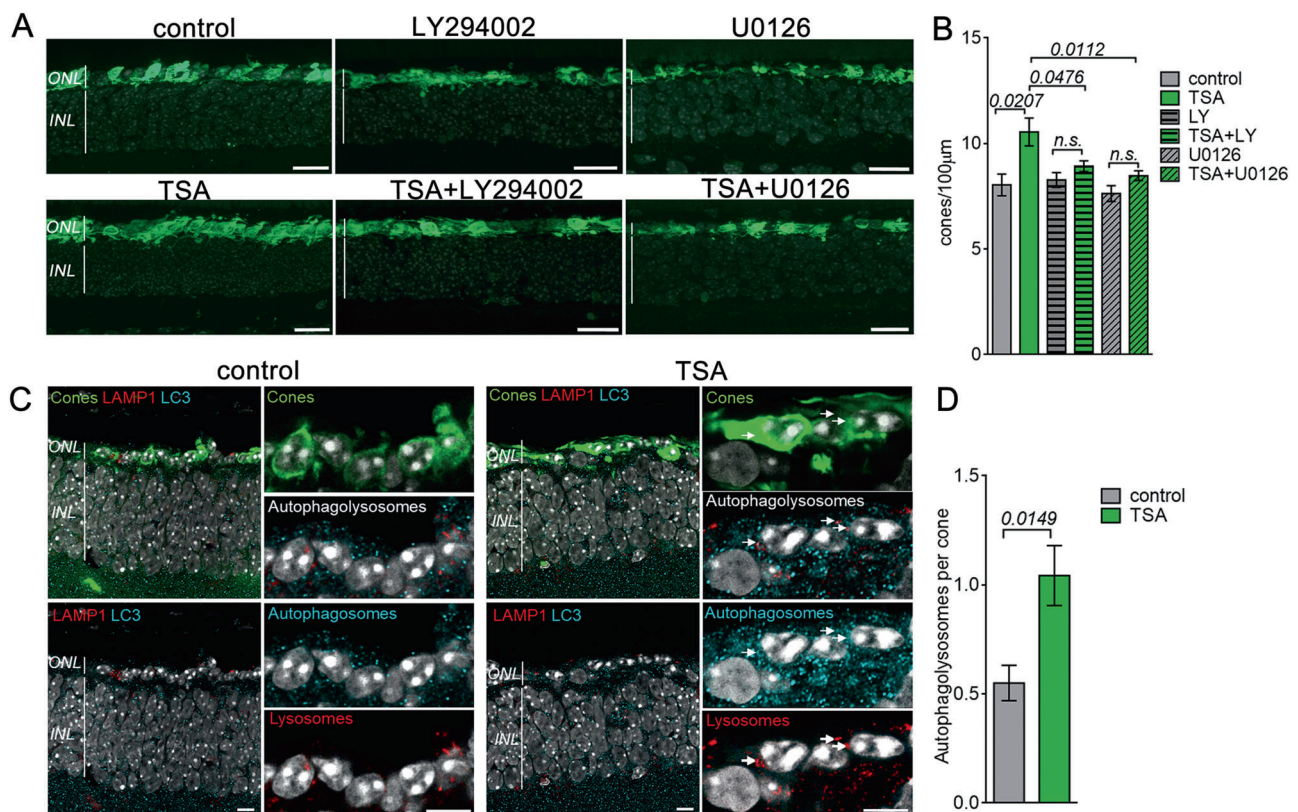 A
control
LY294002
U0126
ONL
INL
TSA
TSA+LY294002
TSA+U0126
ONL
INL
B
15
10
5
0
cones/100µm
0.0112
0.0476
0.0207
n.s.
n.s.
control
TSA
LY
TSA+LY
U0126
TSA+U0126
C
control
TSA
Cones LAMP1 LC3
ONL
INL
Cones
Autophagolysosomes
LAMP1 LC3
ONL
INL
Autophagosomes
Lysosomes
Cones LAMP1 LC3
ONL
INL
Cones
Autophagolysosomes
LAMP1 LC3
ONL
INL
Autophagosomes
Lysosomes
D
1.5
1.0
0.5
0.0
Autophagolysosomes per cone
0.0149
control
TSA